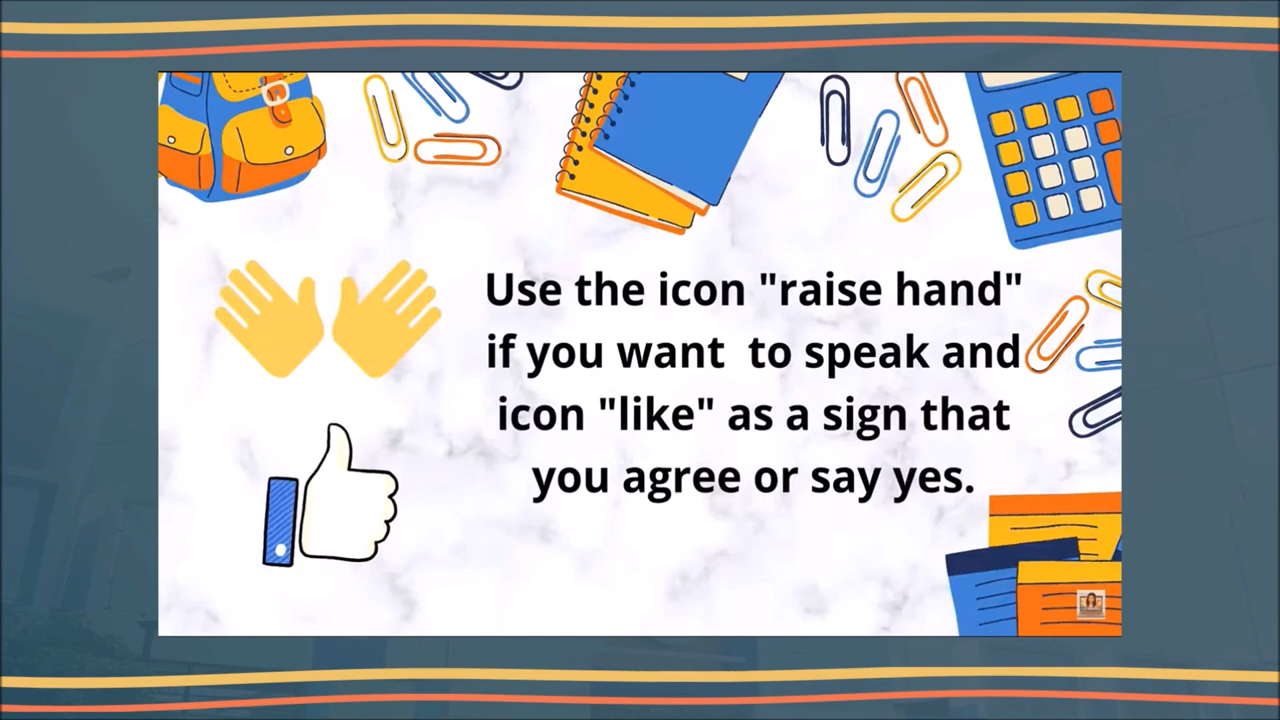 Use the icon "raise hand"
if you want  to speak and
icon "like" as a sign that
you agree or say yes.